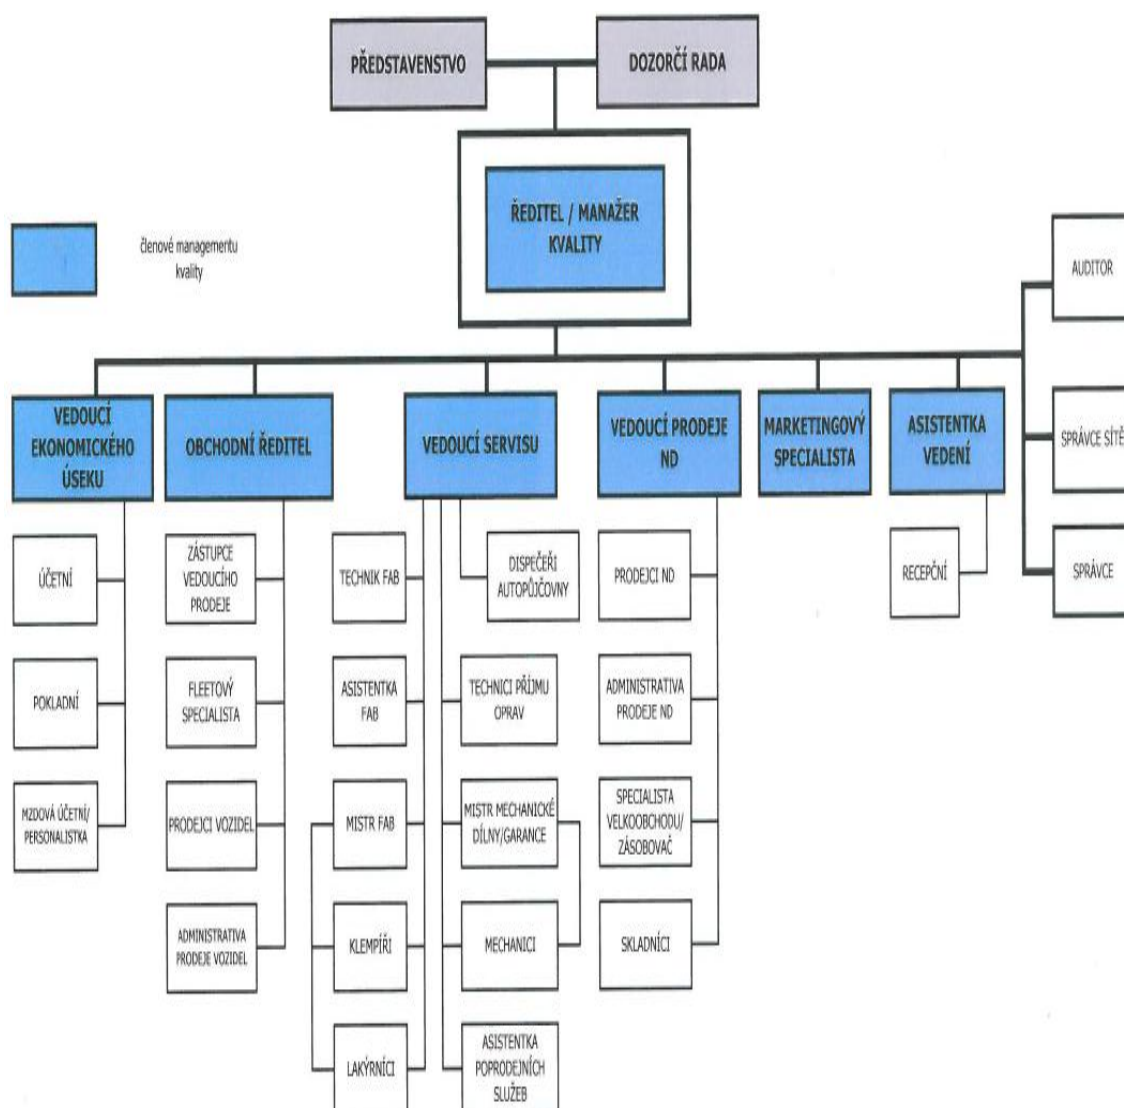 PŘEDSTAVENSTVO
DOZORČÍ RADA
ŘEDITEL / MANAŽER
KVALITY
členové managementu
kvality
AUDITOR
SPRÁVCE SÍTĚ
SPRÁVCE
VEDOUCÍ
EKONOMICKÉHO
ÚSEKU
OBCHODNÍ ŘEDITEL
VEDOUCÍ SERVISU
VEDOUCÍ PRODEJE
ND
MARKETINGOVÝ
SPECIALISTA
ASISTENTKA
VEDENÍ
ÚČETNÍ
POKLADNÍ
MZDOVÁ ÚČETNÍ/
PERSONALISTKA
ZÁSTUPCE
VEDOUCÍHO
PRODEJE
FLEETOVÝ
SPECIALISTA
PRODEJCI VOZIDEL
ADMINISTRATIVA
PRODEJE VOZIDEL
TECHNIK FAB
ASISTENTKA
FAB
MISTR FAB
KLEMPÍŘI
LAKÝRNÍCI
DISPEČEŘI
AUTOPŮJČOVNY
TECHNICI PŘÍJMU
OPRAV
MISTR MECHANICKÉ
DÍLNY/GARANCE
MECHANICI
ASISTENTKA
POPRODEJNÍCH
SLUŽEB
PRODEJCI ND
ADMINISTRATIVA
PRODEJE ND
SPECIALISTA
VELKOOBCHODU/
ZÁSOBOVAČ
SKLADNÍCI
RECEPČNÍ